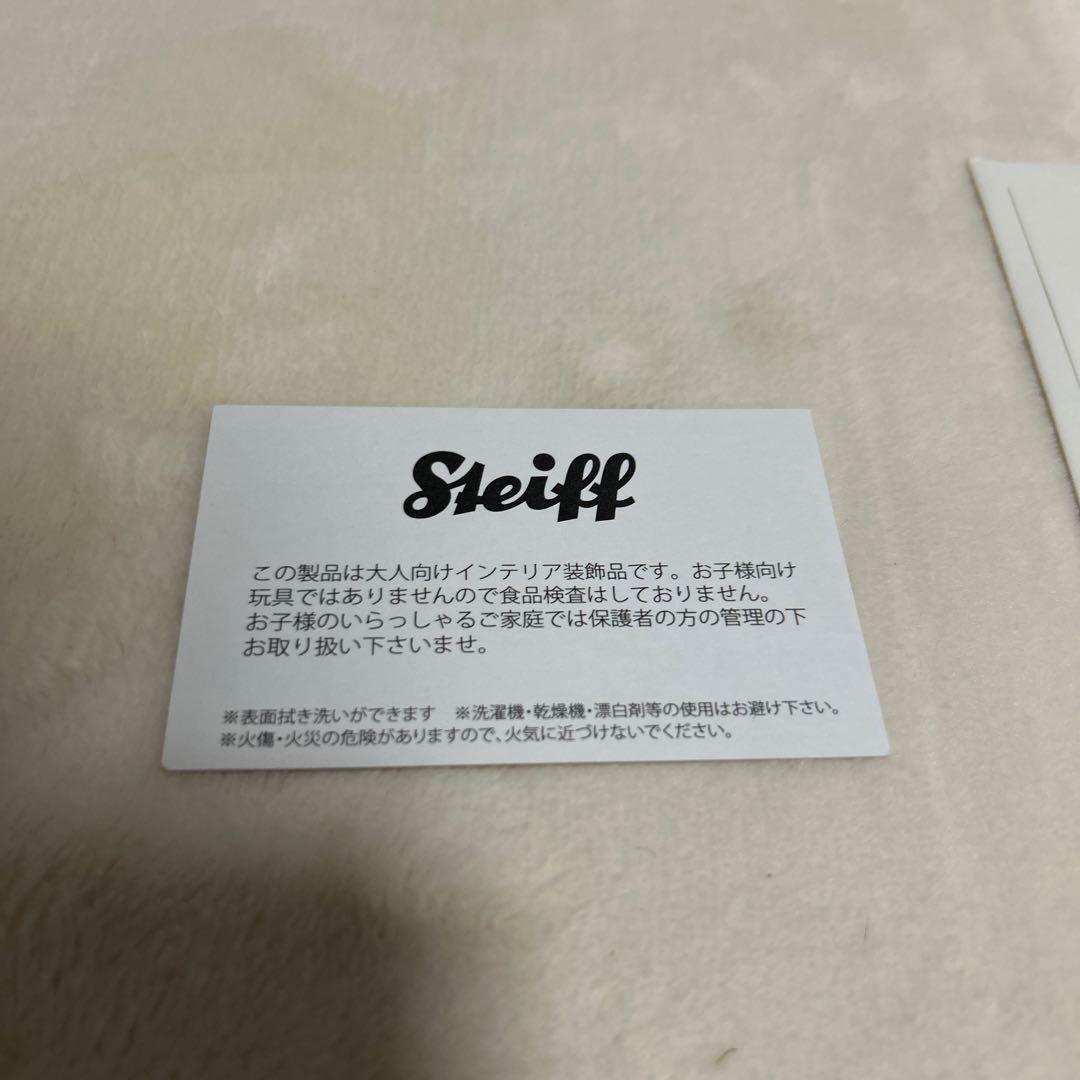 Steiff
この製品は大人向けインテリア装飾品です。お子様向け
玩具ではありませんので食品検査はしておりません。
お子様のいらっしゃるご家庭では保護者の方の管理の下
お取り扱い下さいませ。
※表面拭き洗いができます　※洗濯機・乾燥機・漂白剤等の使用はお避け下さい。
※火傷・火災の危険がありますので、火気に近づけないでください。